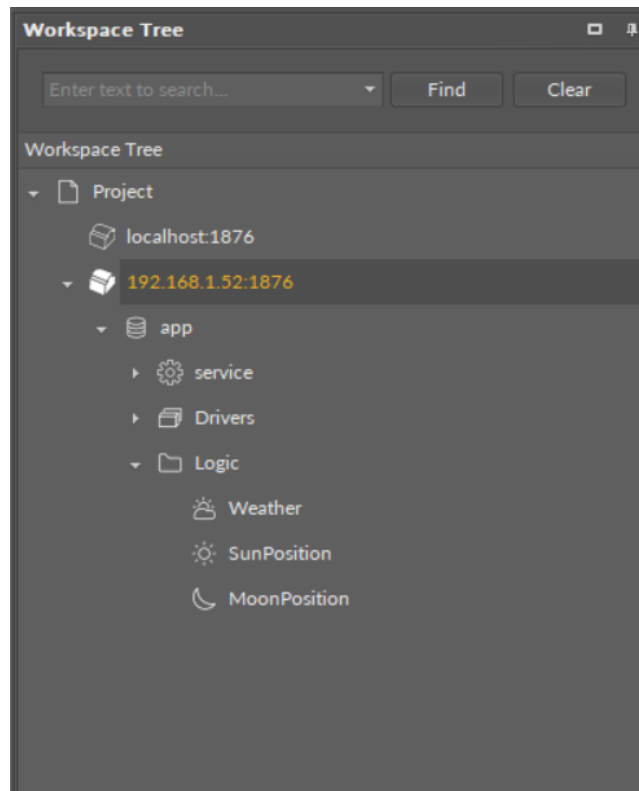 Workspace Tree
Enter text to search... Find Clear
Workspace Tree
Project
localhost:1876
192.168.1.52:1876
app
service
Drivers
Logic
Weather
SunPosition
MoonPosition